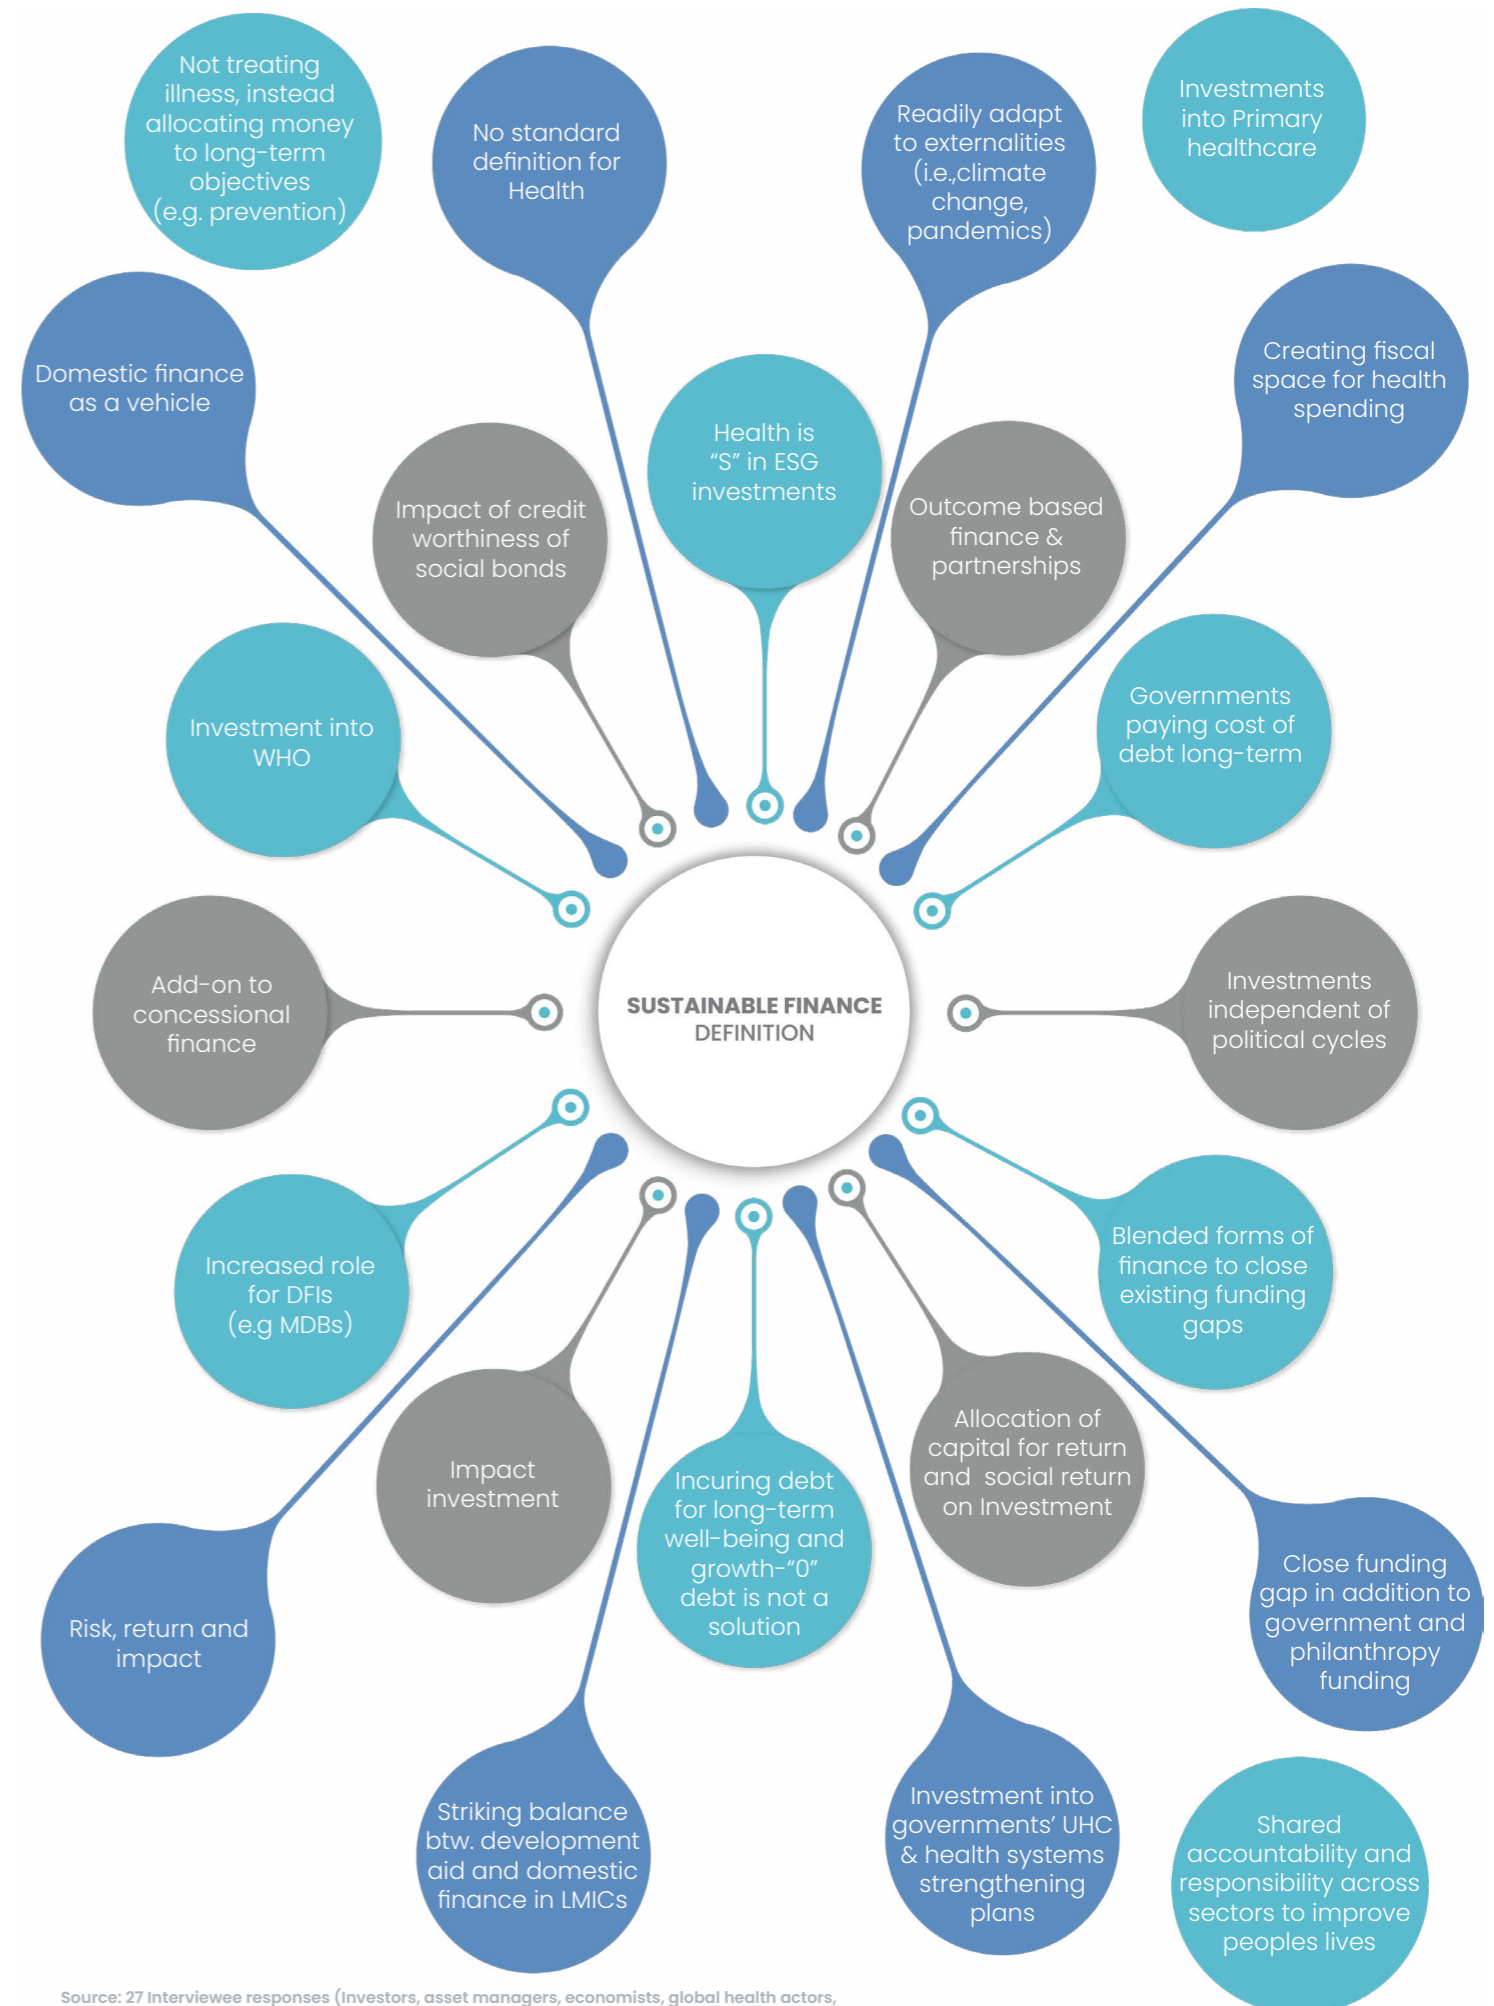 Not treating
illness, instead
allocating money
to long-term
objectives
(e.g. prevention)
No standard
definition for
Health
Readily adapt
to externalities
(i.e.,climate
change,
pandemics)
Investments
into Primary
healthcare
Domestic finance
as a vehicle
Creating fiscal
space for health
spending
Impact of credit
worthiness of
social bonds
Health is
“S” in ESG
investments
Outcome based
finance &
partnerships
Investment into
WHO
Governments
paying cost of
debt long-term
Add-on to
concessional
finance
SUSTAINABLE FINANCE
DEFINITION
Investments
independent of
political cycles
Increased role
for DFIs
(e.g MDBs)
Blended forms of
finance to close
existing funding
gaps
Impact
investment
Incuring debt
for long-term
well-being and
growth-“0”
debt is not a
solution
Allocation of
capital for return
and social return
on Investment
Risk, return and
impact
Close funding
gap in addition to
government and
philanthropy
funding
Striking balance
btw. development
aid and domestic
finance in LMICs
Investment into
governments’ UHC
& health systems
strengthening
plans
Shared
accountability and
responsibility across
sectors to improve
peoples lives
Source: 27 Interviewee responses (Investors, asset managers, economists, global health actors,